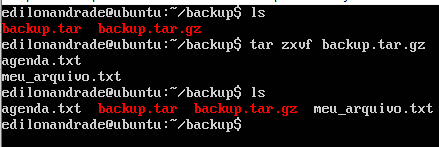 edilonandrade@ubuntu:~/backup$ ls
backup.tar  backup.tar.gz
edilonandrade@ubuntu:~/backup$ tar zxvf backup.tar.gz
agenda.txt
meu_arquivo.txt
edilonandrade@ubuntu:~/backup$ ls
agenda.txt  backup.tar  backup.tar.gz  meu_arquivo.txt
edilonandrade@ubuntu:~/backup$